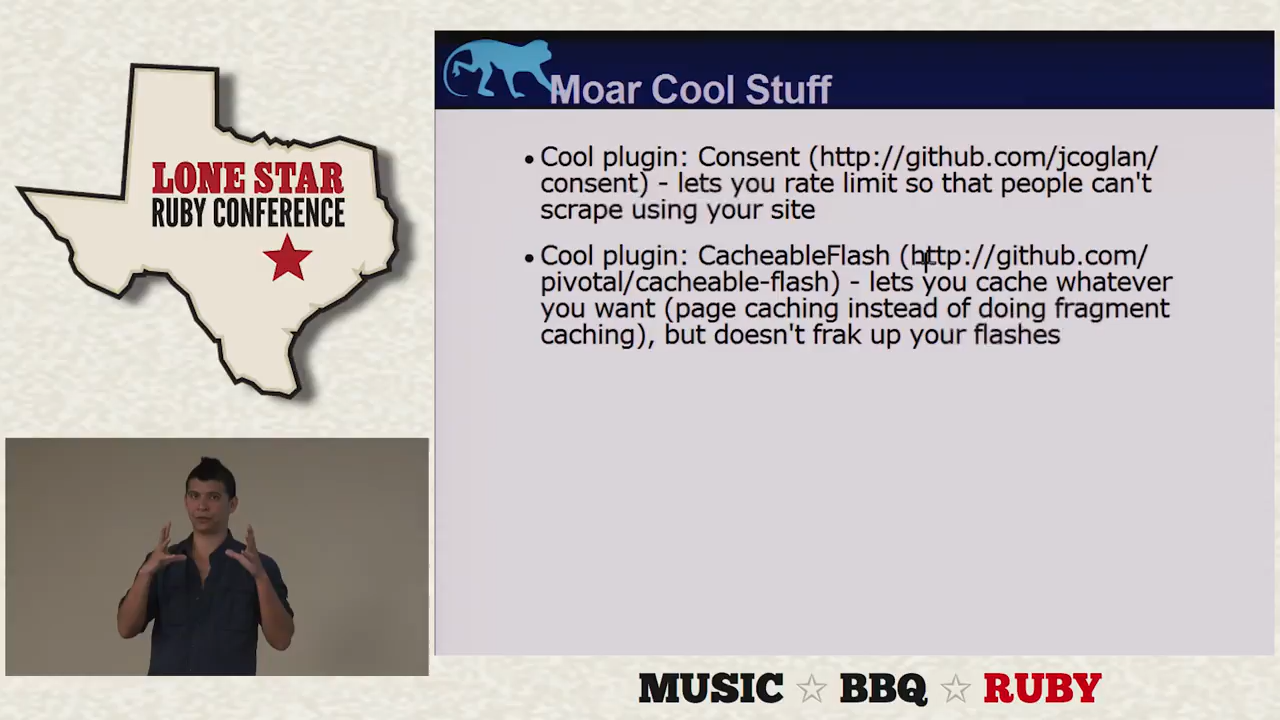 LONE STAR
RUBY CONFERENCE
Moar Cool Stuff
• Cool plugin: Consent (http://github.com/jcoglan/
consent) - lets you rate limit so that people can't
scrape using your site
• Cool plugin: CacheableFlash (http://github.com/
pivotal/cacheable-flash) - lets you cache whatever
you want (page caching instead of doing fragment
caching), but doesn't frak up your flashes
MUSIC ☆ BBQ ☆ RUBY